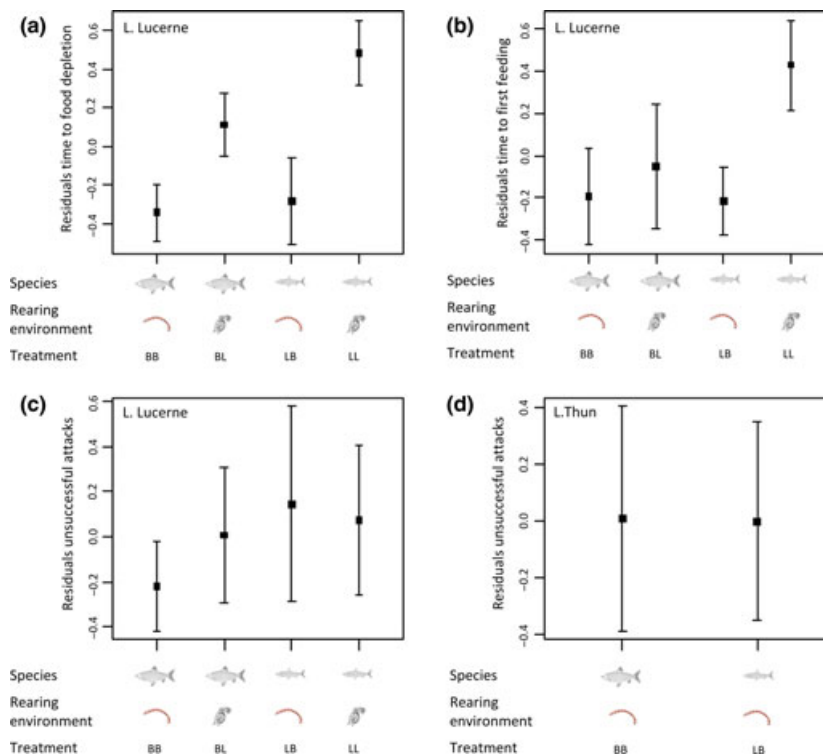 (a)
L. Lucerne
Residuals time to food depletion
0.6
0.4
0.2
0.0
−0.2
−0.4
Species
Rearing
environment
Treatment BB BL LB LL
(b)
L. Lucerne
Residuals time to first feeding
0.6
0.4
0.2
0.0
−0.2
−0.4
Species
Rearing
environment
Treatment BB BL LB LL
(c)
L. Lucerne
Residuals unsuccessful attacks
0.6
0.4
0.2
0.0
−0.2
−0.4
Species
Rearing
environment
Treatment BB BL LB LL
(d)
L.Thun
Residuals unsuccessful attacks
0.4
0.2
0.0
−0.2
−0.4
Species
Rearing
environment
Treatment BB LB